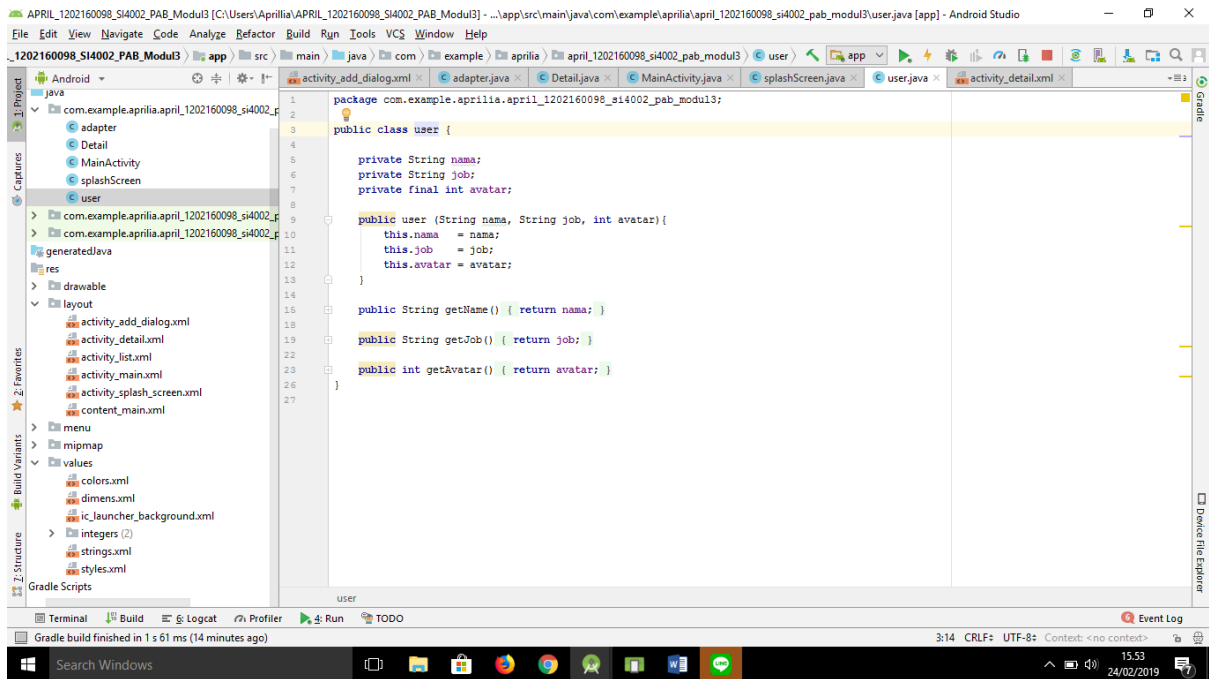 APRIL_1202160098_SI4002_PAB_Modul3 [C:\Users\Aprillia\APRIL_1202160098_SI4002_PAB_Modul3] - ...\app\src\main\java\com\example\aprilia\april_1202160098_si4002_pab_modul3\user.java [app] - Android Studio
File Edit View Navigate Code Analyze Refactor Build Run Tools VCS Window Help
_1202160098_SI4002_PAB_Modul3 app src main java com example aprilia april_1202160098_si4002_pab_modul3 user app
Android
activity_add_dialog.xml adapter.java Detail.java MainActivity.java splashScreen.java user.java activity_detail.xml
1: Project
Captures
2: Favorites
Build Variants
Z: Structure
java
com.example.aprilia.april_1202160098_si4002_p
adapter
Detail
MainActivity
splashScreen
user
com.example.aprilia.april_1202160098_si4002_p
com.example.aprilia.april_1202160098_si4002_p
generatedJava
res
drawable
layout
activity_add_dialog.xml
activity_detail.xml
activity_list.xml
activity_main.xml
activity_splash_screen.xml
content_main.xml
menu
mipmap
values
colors.xml
dimens.xml
ic_launcher_background.xml
integers (2)
strings.xml
styles.xml
Gradle Scripts
1 package com.example.aprilia.april_1202160098_si4002_pab_modul3;
2
3 public class user {
4
5 private String nama;
6 private String job;
7 private final int avatar;
8
9 public user (String nama, String job, int avatar){
10 this.nama = nama;
11 this.job = job;
12 this.avatar = avatar;
13 }
14
15 public String getName() { return nama; }
18
19 public String getJob() { return job; }
22
23 public int getAvatar() { return avatar; }
26 }
27
user
Gradle
Device File Explorer
Terminal Build 6: Logcat Profiler 4: Run TODO Event Log
Gradle build finished in 1 s 61 ms (14 minutes ago) 3:14 CRLF UTF-8 Context: <no context>
Search Windows
15.53
24/02/2019
7